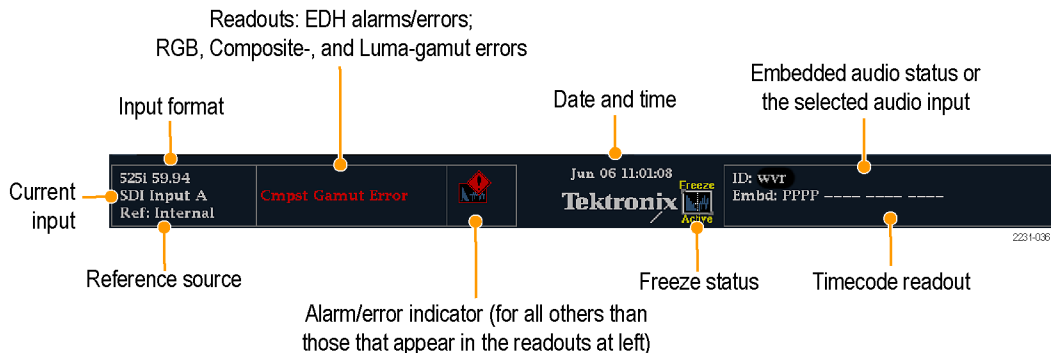 Readouts: EDH alarms/errors;
RGB, Composite-, and Luma-gamut errors
Embedded audio status or
the selected audio input
Date and time
Input format
Current
input
525i 59.94
SDI Input A
Ref: Internal
Cmpst Gamut Error
Jun 06 11:01:08
Tektronix
Freeze
Active
ID: wvr
Embd: PPPP ---- ---- ----
2231-036
Reference source
Freeze status
Timecode readout
Alarm/error indicator (for all others than
those that appear in the readouts at left)